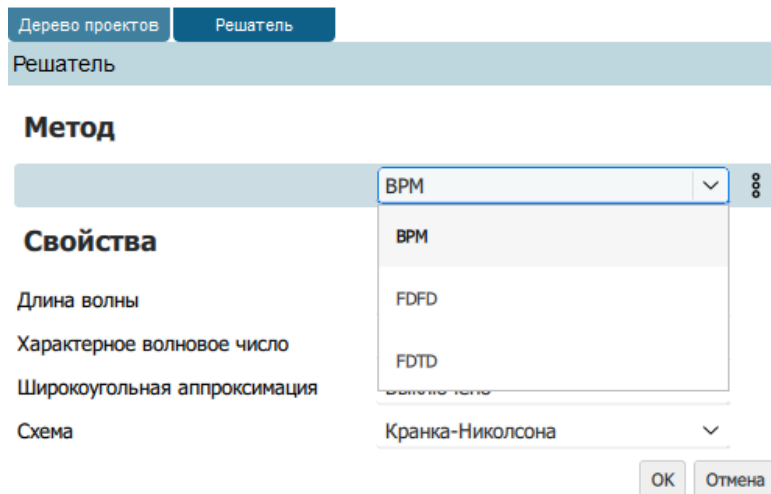 Дерево проектов Решатель
Решатель
Метод
BPM
BPM
Свойства
FDFD
Длина волны
Характерное волновое число
FDTD
Широкоугольная аппроксимация
Схема Кранка-Николсона
ОК Отмена